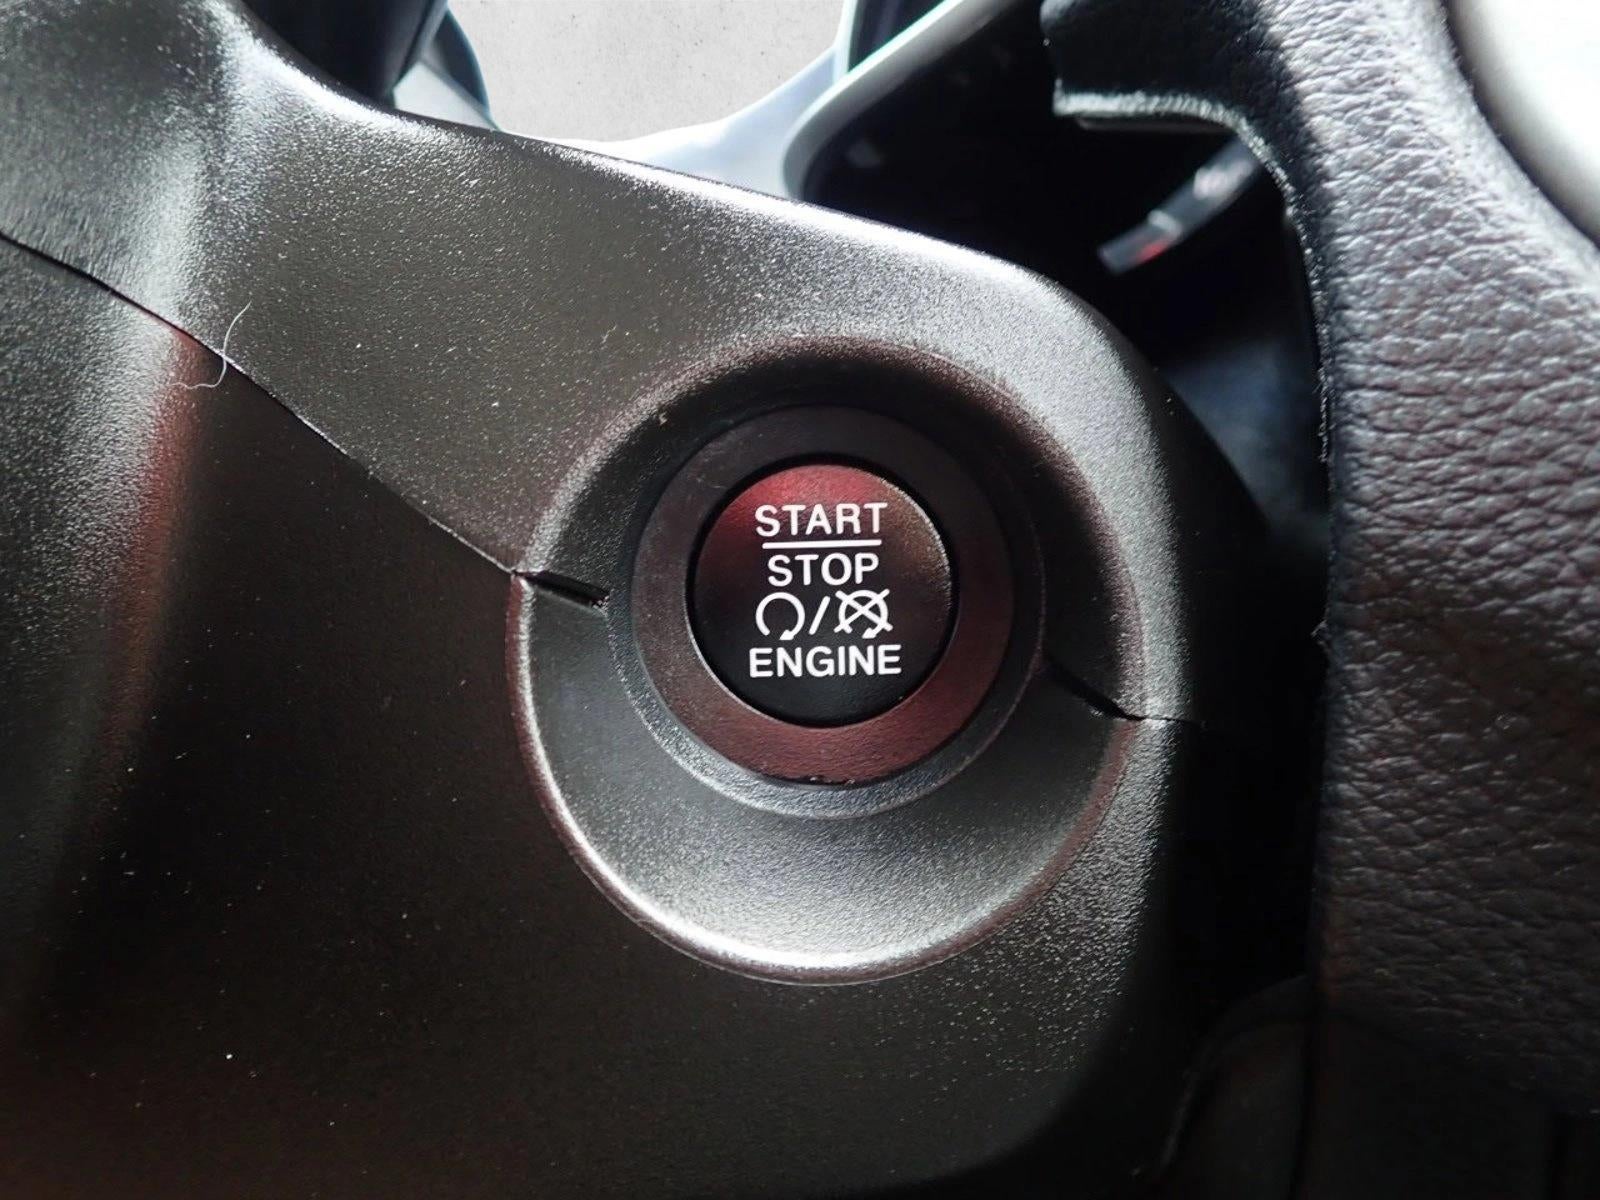 START
STOP
/
ENGINE